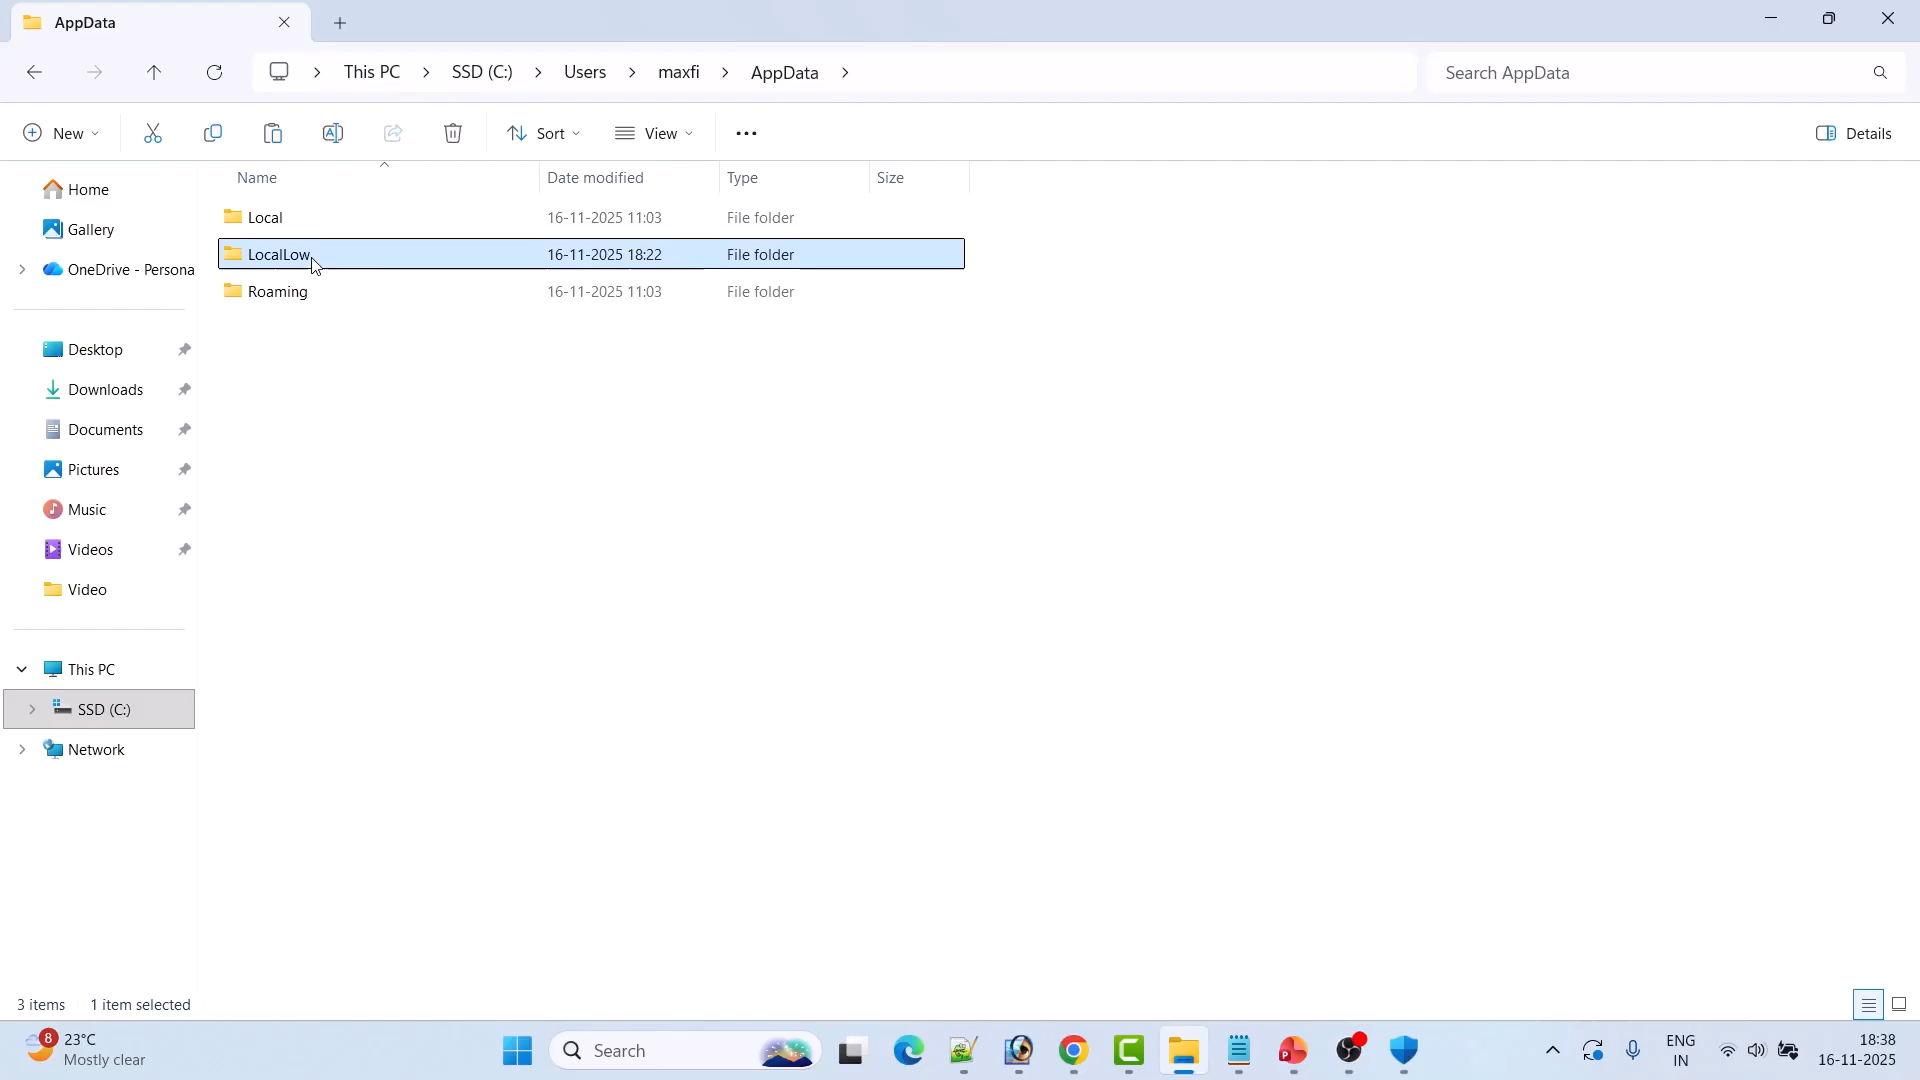 AppData
This PC
SSD (C:)
Users
maxfi
AppData
Search AppData
New
Sort
View
Details
Name
Date modified
Type
Size
Local
16-11-2025 11:03
File folder
LocalLow
16-11-2025 18:22
File folder
Roaming
16-11-2025 11:03
File folder
Home
Gallery
OneDrive - Persona
Desktop
Downloads
Documents
Pictures
Music
Videos
Video
This PC
SSD (C:)
Network
3 items
1 item selected
8
23°C
Mostly clear
Search
ENG
IN
18:38
16-11-2025